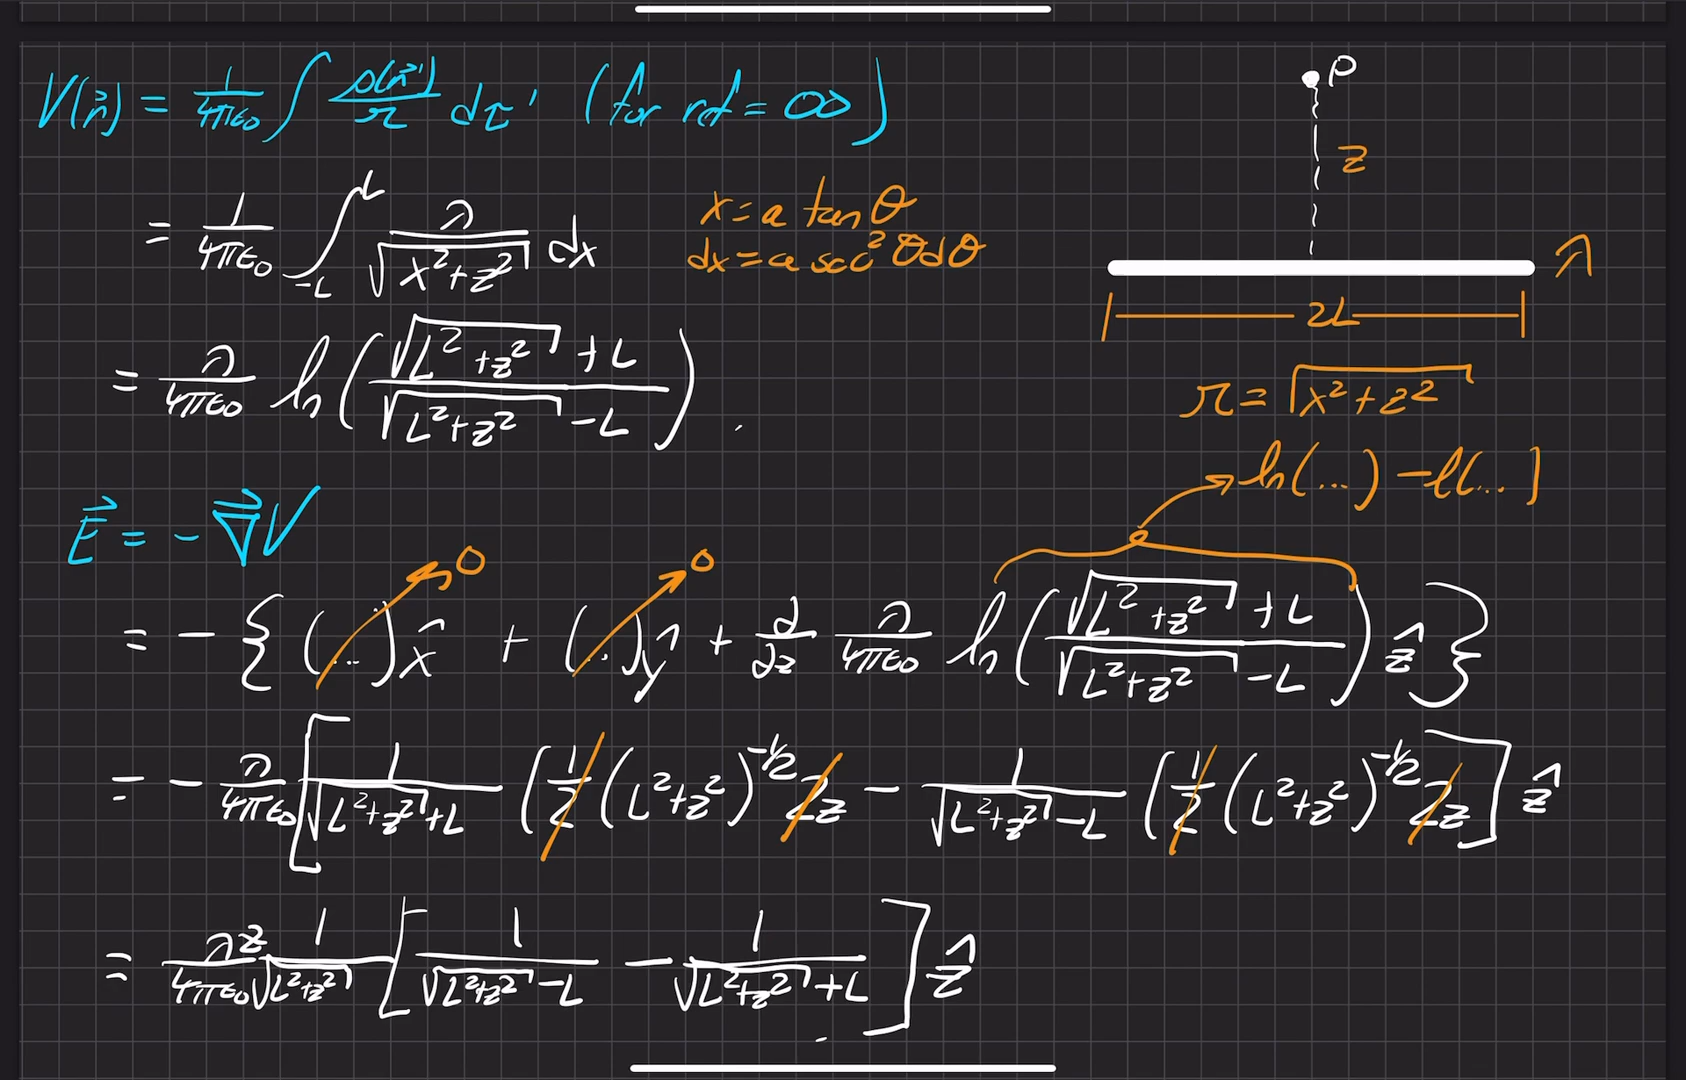 V(r⃗) = 1/4πε₀ ∫ ρ(r⃗')/𝓇 dτ' (for ref = ∞)
= 1/4πε₀ ∫_{-L}^{L} λ/√(x²+z²) dx
x = a tan θ
dx = a sec² θ dθ
= λ/4πε₀ ln( (√(L²+z²) + L)/(√(L²+z²) - L) ) .
P
z
λ
2L
𝓇 = √(x²+z²)
ln(...) - l(...)
E⃗ = - ∇⃗V
0
0
= - { (...)x̂ + (..)ŷ + ∂/∂z λ/4πε₀ ln( (√(L²+z²) + L)/(√(L²+z²) - L) ) ẑ }
= - λ/4πε₀ [ 1/(√(L²+z²)+L) ( 1/2 (L²+z²)^{-1/2} 2z - 1/(√(L²+z²)-L) ( 1/2 (L²+z²)^{-1/2} 2z ] ẑ
= λz/4πε₀ 1/√(L²+z²) [ 1/(√(L²+z²)-L) - 1/(√(L²+z²)+L) ] ẑ